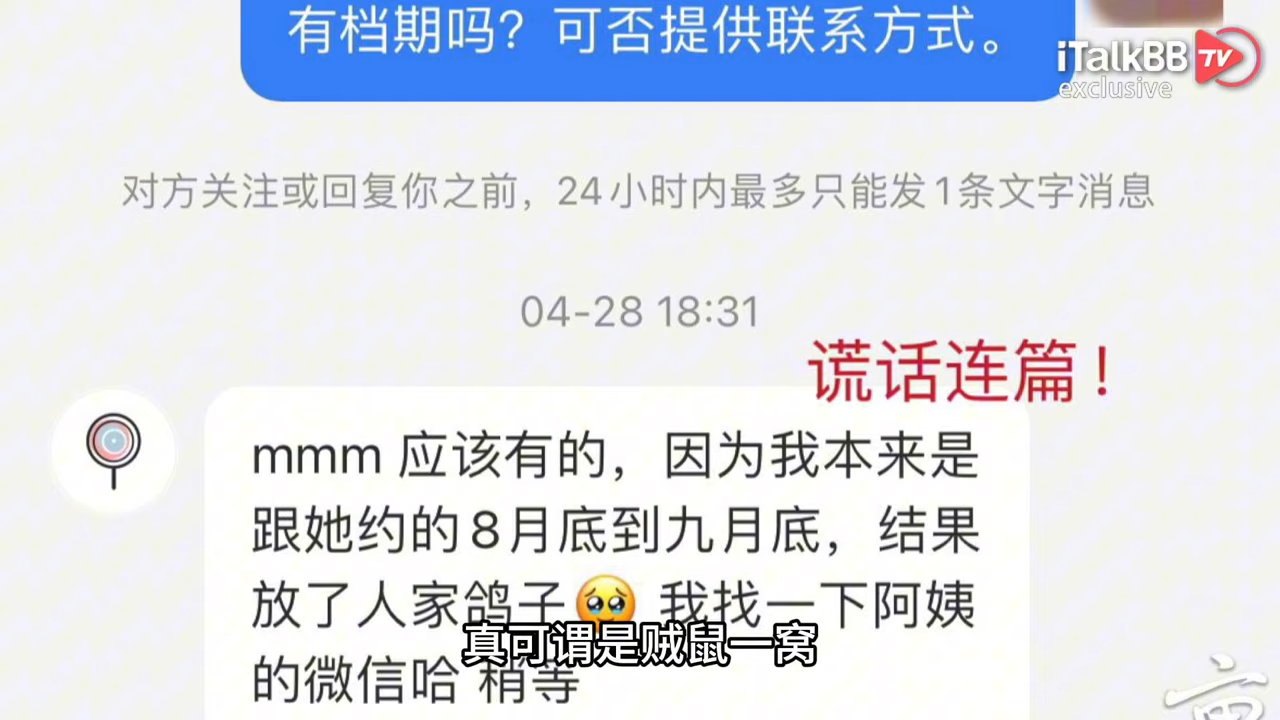 有档期吗？可否提供联系方式。
iTalkBB TV
exclusive
对方关注或回复你之前，24小时内最多只能发1条文字消息
04-28 18:31
谎话连篇！
mmm 应该有的，因为我本来是
跟她约的8月底到九月底，结果
放了人家鸽子🥹 我找一下阿姨
真可谓是贼鼠一窝
的微信哈 稍等